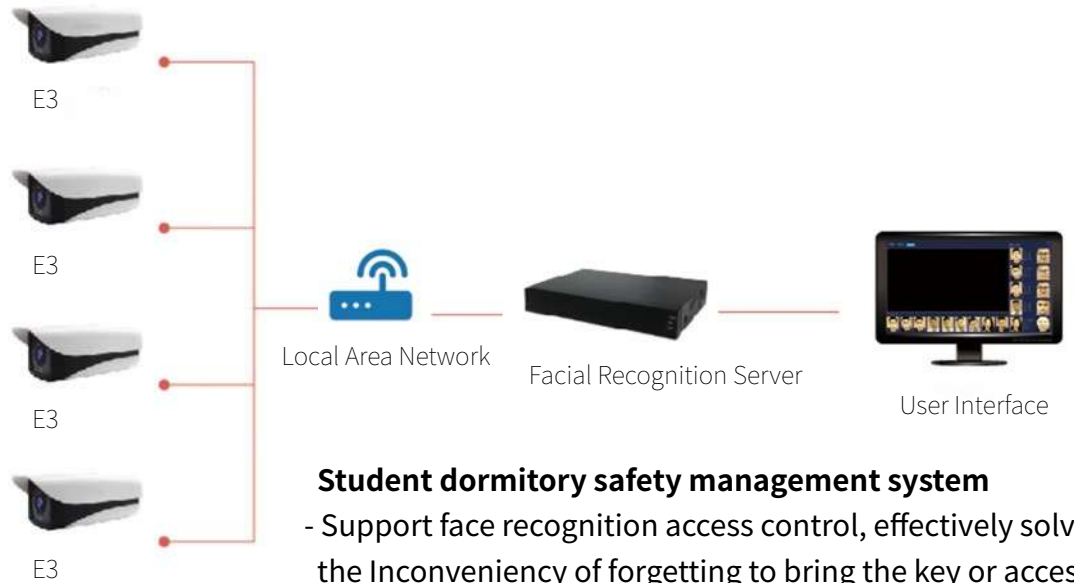 E3
E3
E3
E3
Local Area Network
Facial Recognition Server
User Interface
Student dormitory safety management system
- Support face recognition access control, effectively solv
the Inconveniency of forgetting to bring the key or acces